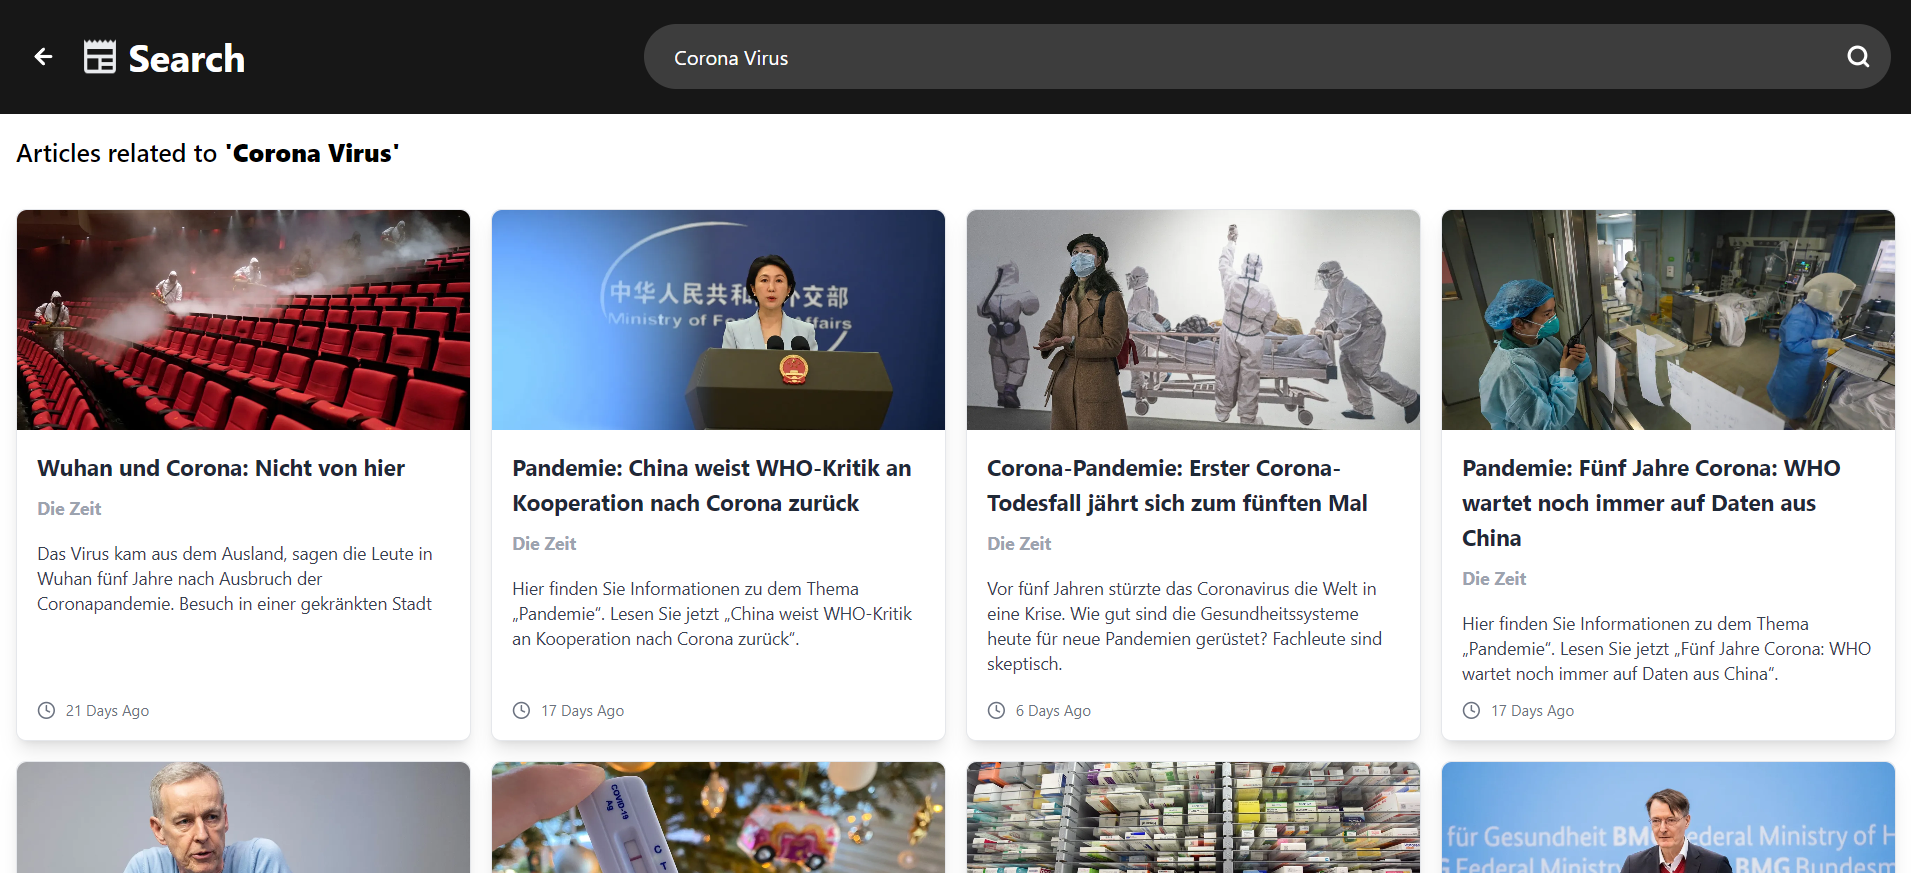 Search
Corona Virus
Articles related to 'Corona Virus'
中华人民共和 外交部
Ministry of Fo ffairs
Wuhan und Corona: Nicht von hier
Die Zeit
Das Virus kam aus dem Ausland, sagen die Leute in
Wuhan fünf Jahre nach Ausbruch der
Coronapandemie. Besuch in einer gekränkten Stadt
21 Days Ago
Pandemie: China weist WHO-Kritik an
Kooperation nach Corona zurück
Die Zeit
Hier finden Sie Informationen zu dem Thema
„Pandemie“. Lesen Sie jetzt „China weist WHO-Kritik
an Kooperation nach Corona zurück“.
17 Days Ago
Corona-Pandemie: Erster Corona-
Todesfall jährt sich zum fünften Mal
Die Zeit
Vor fünf Jahren stürzte das Coronavirus die Welt in
eine Krise. Wie gut sind die Gesundheitssysteme
heute für neue Pandemien gerüstet? Fachleute sind
skeptisch.
6 Days Ago
Pandemie: Fünf Jahre Corona: WHO
wartet noch immer auf Daten aus
China
Die Zeit
Hier finden Sie Informationen zu dem Thema
„Pandemie“. Lesen Sie jetzt „Fünf Jahre Corona: WHO
wartet noch immer auf Daten aus China“.
17 Days Ago
COVID-19
Ag
C
T
für Gesundheit BMG Federal Ministry of H
G Federal Ministry BMG Bundesm